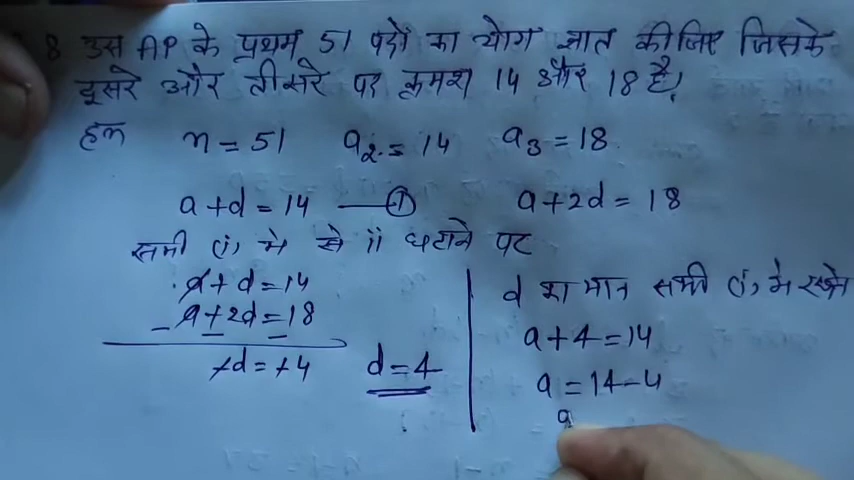 8 उस AP के प्रथम 51 पदों का योग ज्ञात कीजिए जिसके
दूसरे और तीसरे पद क्रमश 14 और 18 है।
हल n = 51 a₂ = 14 a₃ = 18
a + d = 14 —① a + 2d = 18
समी (i) मे से ii घटाने पर
a + d = 14
- a + 2d = 18
- -
-d = -4 d = 4
d का मान समी (i) मे रखने
a + 4 = 14
a = 14 - 4
a